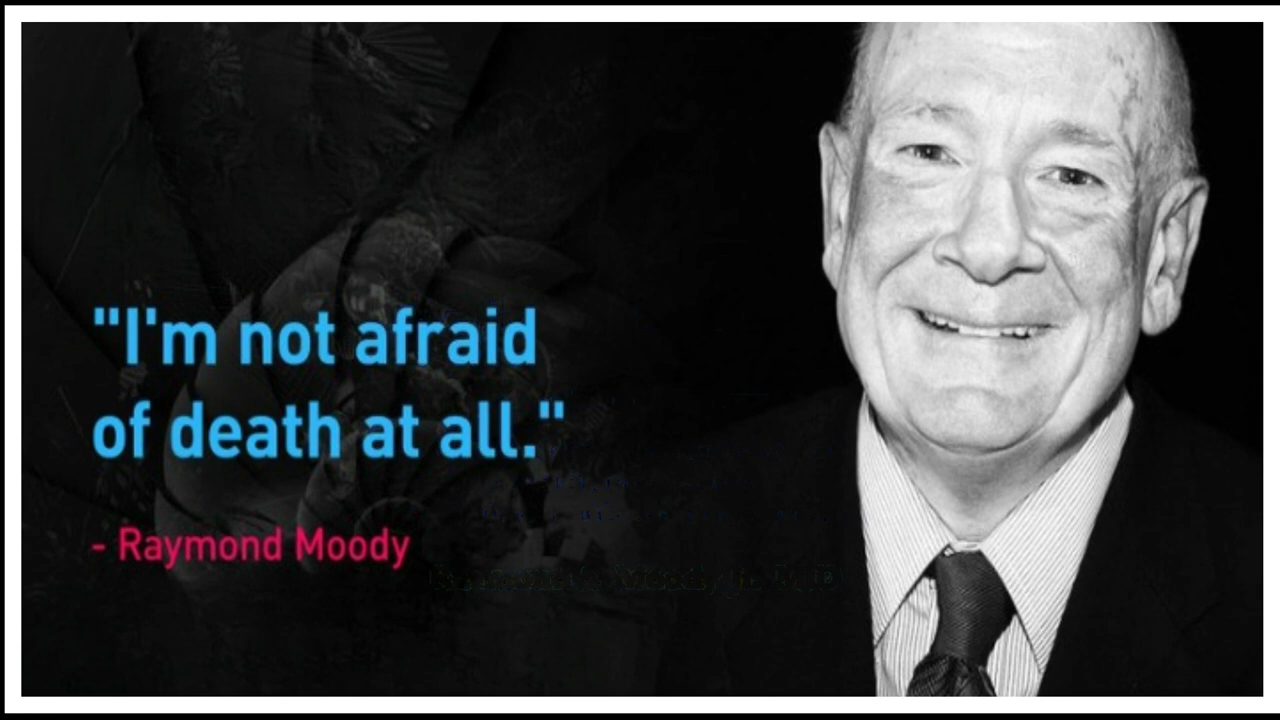 "I'm not afraid
of death at all."
- Raymond Moody